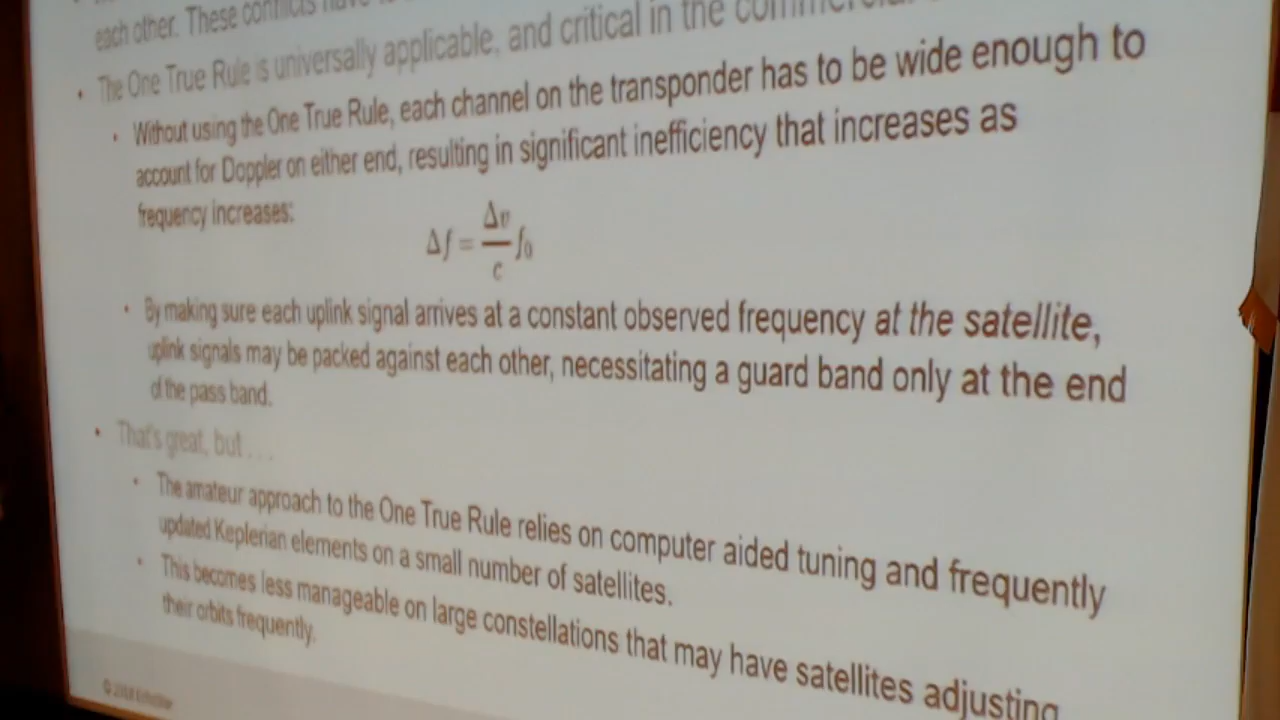 each other. These conflicts have
• The One True Rule is universally applicable, and critical in the commercial
• Without using the One True Rule, each channel on the transponder has to be wide enough to
account for Doppler on either end, resulting in significant inefficiency that increases as
frequency increases:
Δf = Δv/c f₀
• By making sure each uplink signal arrives at a constant observed frequency at the satellite,
uplink signals may be packed against each other, necessitating a guard band only at the end
of the pass band.
• That's great, but . . .
• The amateur approach to the One True Rule relies on computer aided tuning and frequently
updated Keplerian elements on a small number of satellites.
• This becomes less manageable on large constellations that may have satellites adjusting
their orbits frequently.